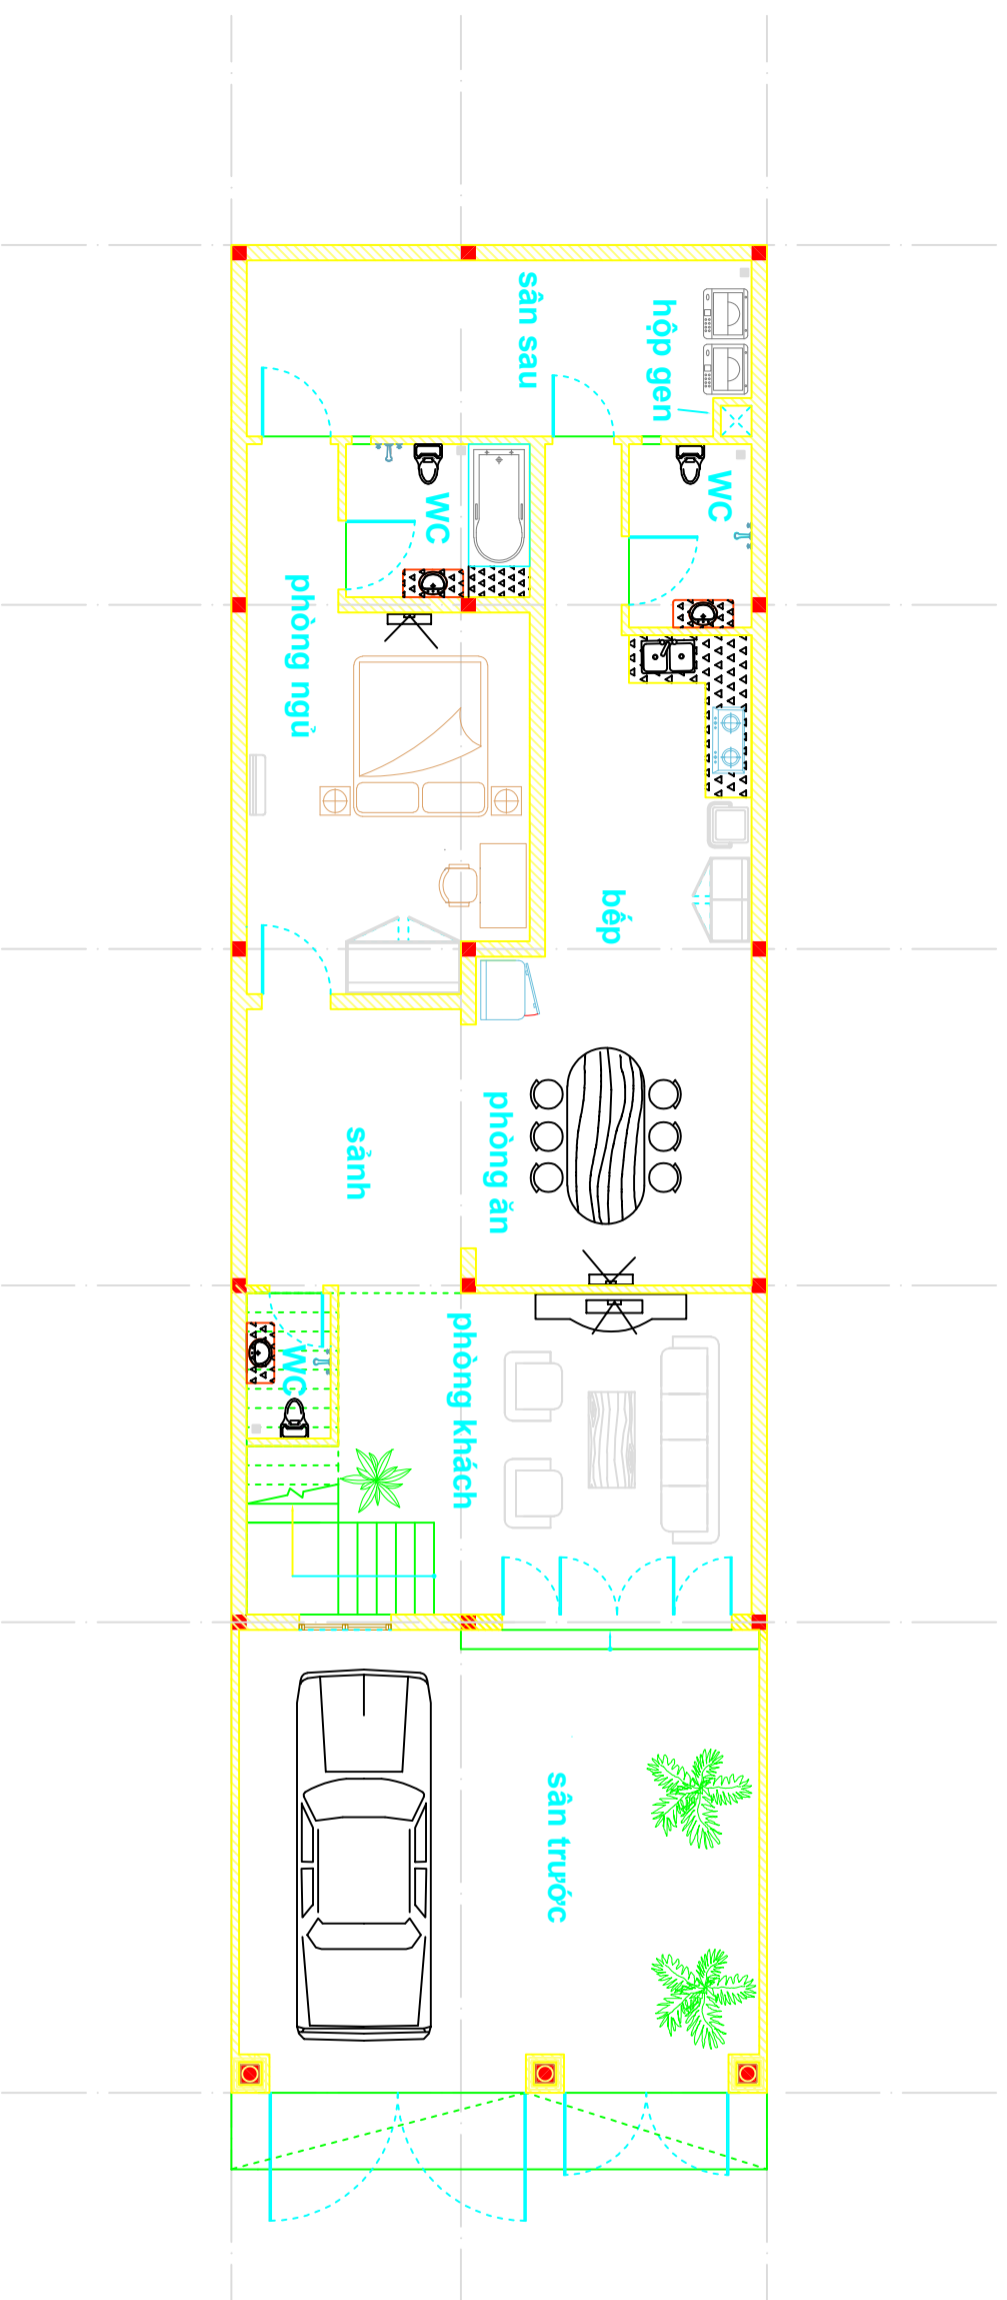 sân sau
hộp gen
WC
WC
phòng ngủ
bếp
phòng ăn
sảnh
phòng khách
WC
sân trước